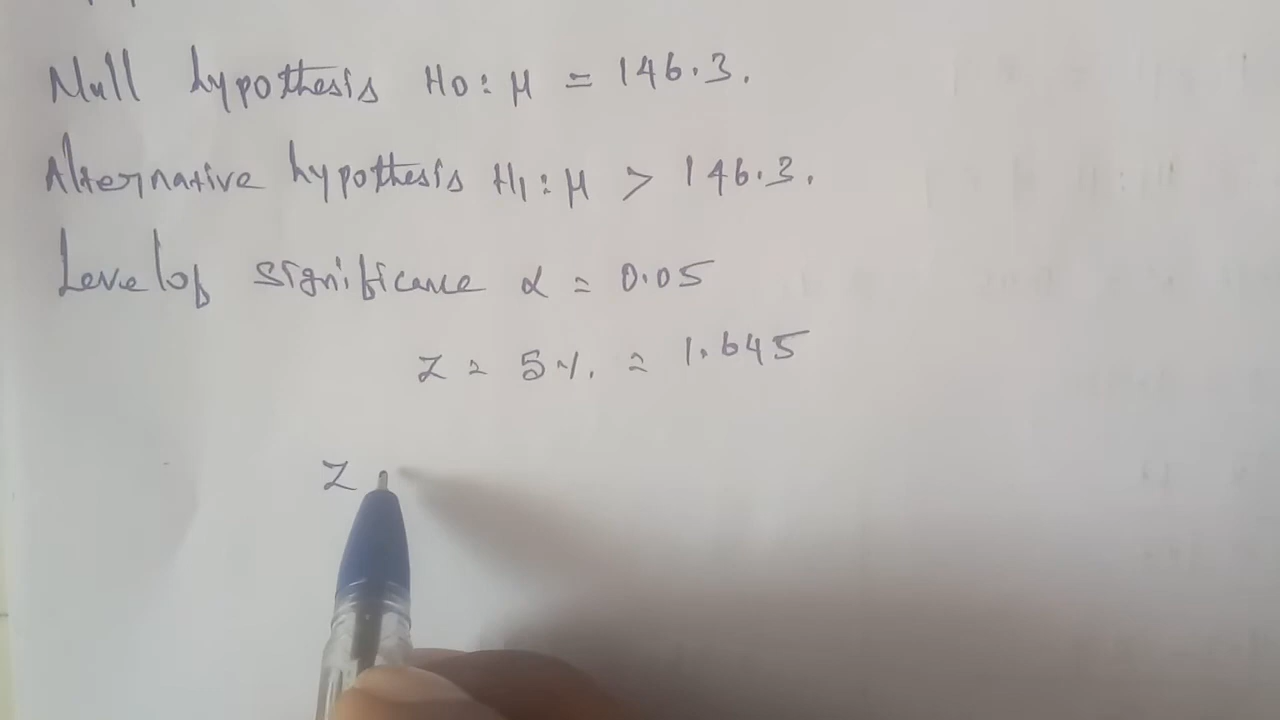 Null hypothesis H0 : μ = 146.3.
Alternative hypothesis H1 : μ > 146.3.
Level of significance α = 0.05
Z = 5%. = 1.645
Z